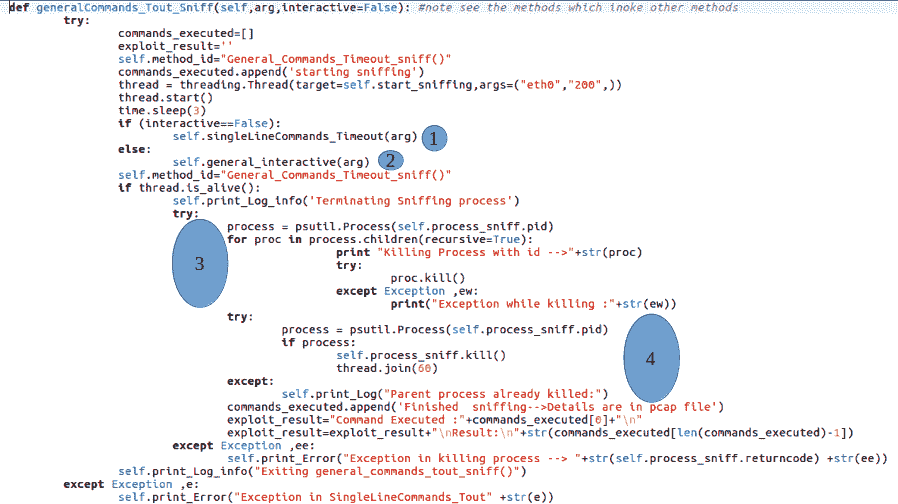 def generalCommands_Tout_Sniff(self,arg,interactive=False): #note see the methods which inoke other methods
try:
commands_executed=[]
exploit_result=''
self.method_id="General_Commands_Timeout_sniff()"
commands_executed.append('starting sniffing')
thread = threading.Thread(target=self.start_sniffing,args=("eth0","200",))
thread.start()
time.sleep(3)
if (interactive==False):
self.singleLineCommands_Timeout(arg) 1
else:
self.general_interactive(arg) 2
self.method_id="General_Commands_Timeout_sniff()"
if thread.is_alive():
self.print_Log_info('Terminating Sniffing process')
try:
process = psutil.Process(self.process_sniff.pid)
for proc in process.children(recursive=True):
print "Killing Process with id -->"+str(proc)
3
try:
proc.kill()
except Exception ,ew:
print("Exception while killing :"+str(ew))
try:
process = psutil.Process(self.process_sniff.pid)
if process:
self.process_sniff.kill()
4
thread.join(60)
except:
self.print_Log("Parent process already killed:")
commands_executed.append('Finished  sniffing-->Details are in pcap file')
exploit_result="Command Executed :"+commands_executed[0]+"\n"
exploit_result=exploit_result+"\nResult:\n"+str(commands_executed[len(commands_executed)-1])
except Exception ,ee:
self.print_Error("Exception in killing process --> "+str(self.process_sniff.returncode) +str(ee))
self.print_Log_info("Exiting general_commands_tout_sniff()")
except Exception ,e:
self.print_Error("Exception in SingleLineCommands_Tout" +str(e))